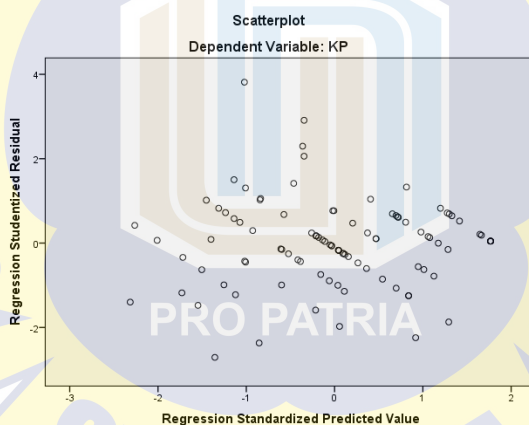 Scatterplot
Dependent Variable: KP
Regression Studentized Residual
4
2
0
-2
PRO PATRIA
-3
-2
-1
0
1
2
Regression Standardized Predicted Value